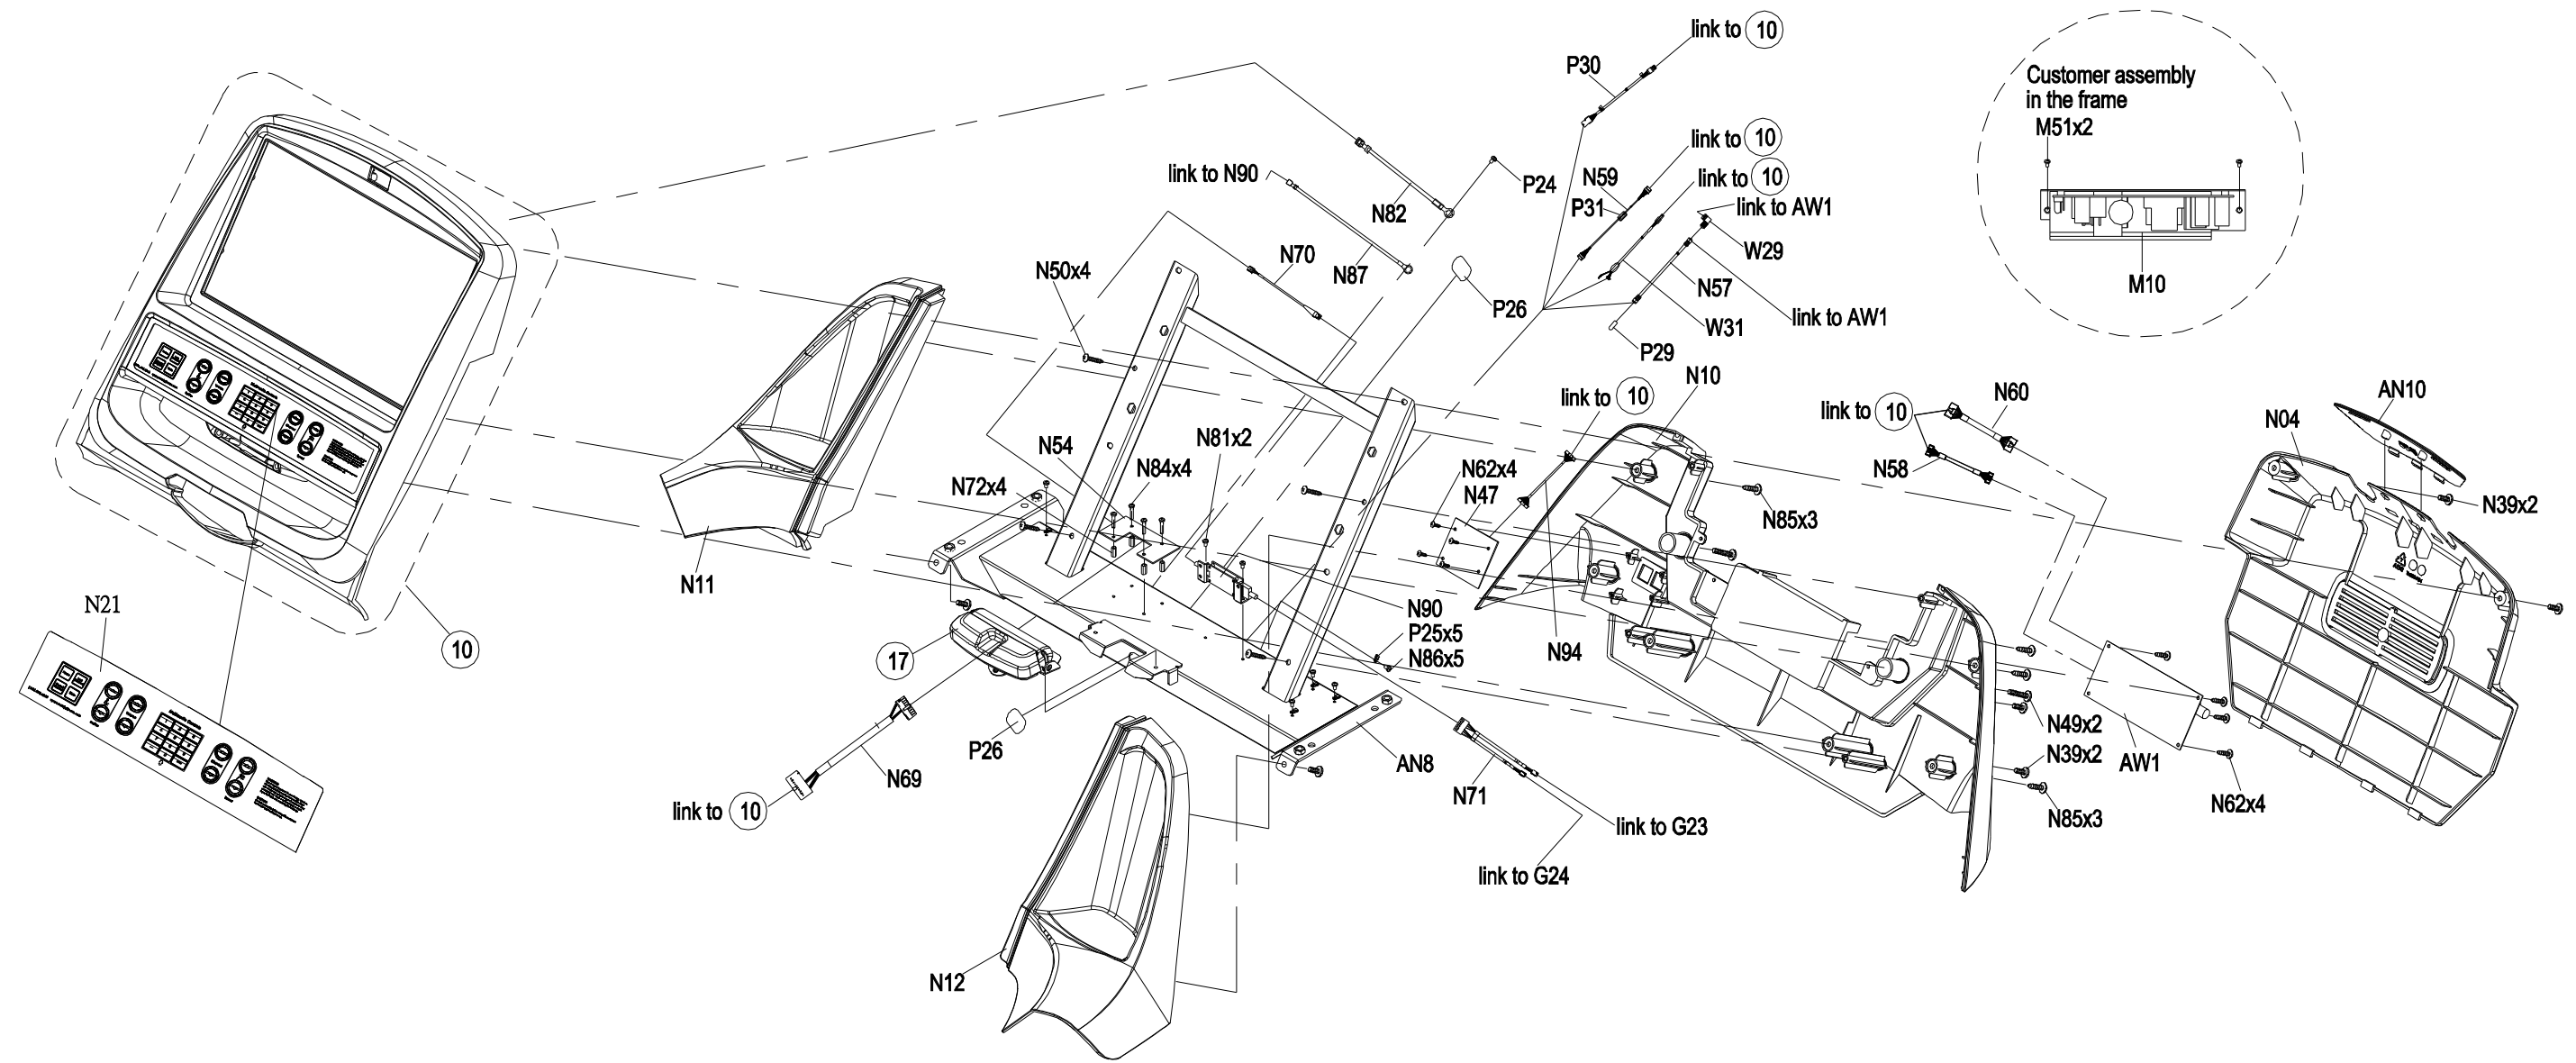 link to 10
P30
Customer assembly
in the frame
M51x2
M10
link to 10
link to N90
N59
P31
link to 10
P24
N82
link to AW1
W29
N70
N87
N50x4
P26
N57
link to AW1
W31
P29
N10
link to 10
N60
AN10
link to 10
N04
N58
N54
N81x2
N84x4
N62x4
N72x4
N47
N85x3
N39x2
N11
N21
N90
P25x5
N86x5
N94
10
17
N49x2
P26
AN8
N39x2
AW1
N69
N71
N62x4
link to 10
N85x3
link to G23
link to G24
N12